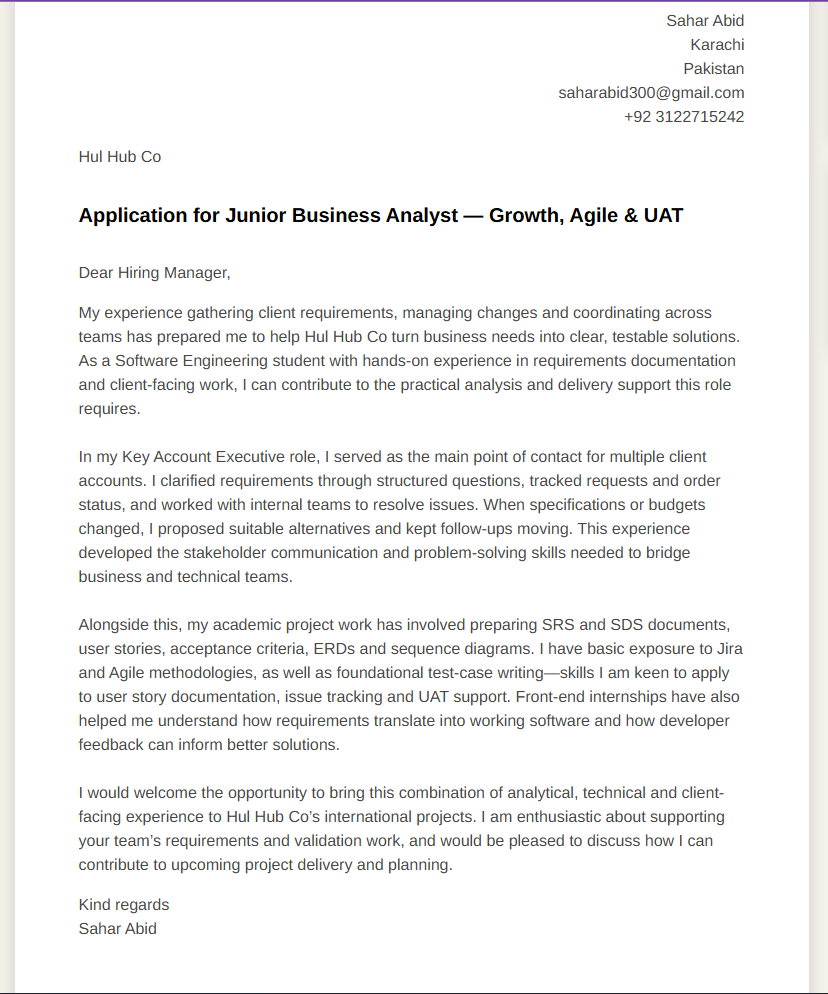 Sahar Abid
Karachi
Pakistan
saharabid300@gmail.com
+92 3122715242
Hul Hub Co
Application for Junior Business Analyst — Growth, Agile & UAT
Dear Hiring Manager,
My experience gathering client requirements, managing changes and coordinating across
teams has prepared me to help Hul Hub Co turn business needs into clear, testable solutions.
As a Software Engineering student with hands-on experience in requirements documentation
and client-facing work, I can contribute to the practical analysis and delivery support this role
requires.
In my Key Account Executive role, I served as the main point of contact for multiple client
accounts. I clarified requirements through structured questions, tracked requests and order
status, and worked with internal teams to resolve issues. When specifications or budgets
changed, I proposed suitable alternatives and kept follow-ups moving. This experience
developed the stakeholder communication and problem-solving skills needed to bridge
business and technical teams.
Alongside this, my academic project work has involved preparing SRS and SDS documents,
user stories, acceptance criteria, ERDs and sequence diagrams. I have basic exposure to Jira
and Agile methodologies, as well as foundational test-case writing—skills I am keen to apply
to user story documentation, issue tracking and UAT support. Front-end internships have also
helped me understand how requirements translate into working software and how developer
feedback can inform better solutions.
I would welcome the opportunity to bring this combination of analytical, technical and client-
facing experience to Hul Hub Co’s international projects. I am enthusiastic about supporting
your team’s requirements and validation work, and would be pleased to discuss how I can
contribute to upcoming project delivery and planning.
Kind regards
Sahar Abid